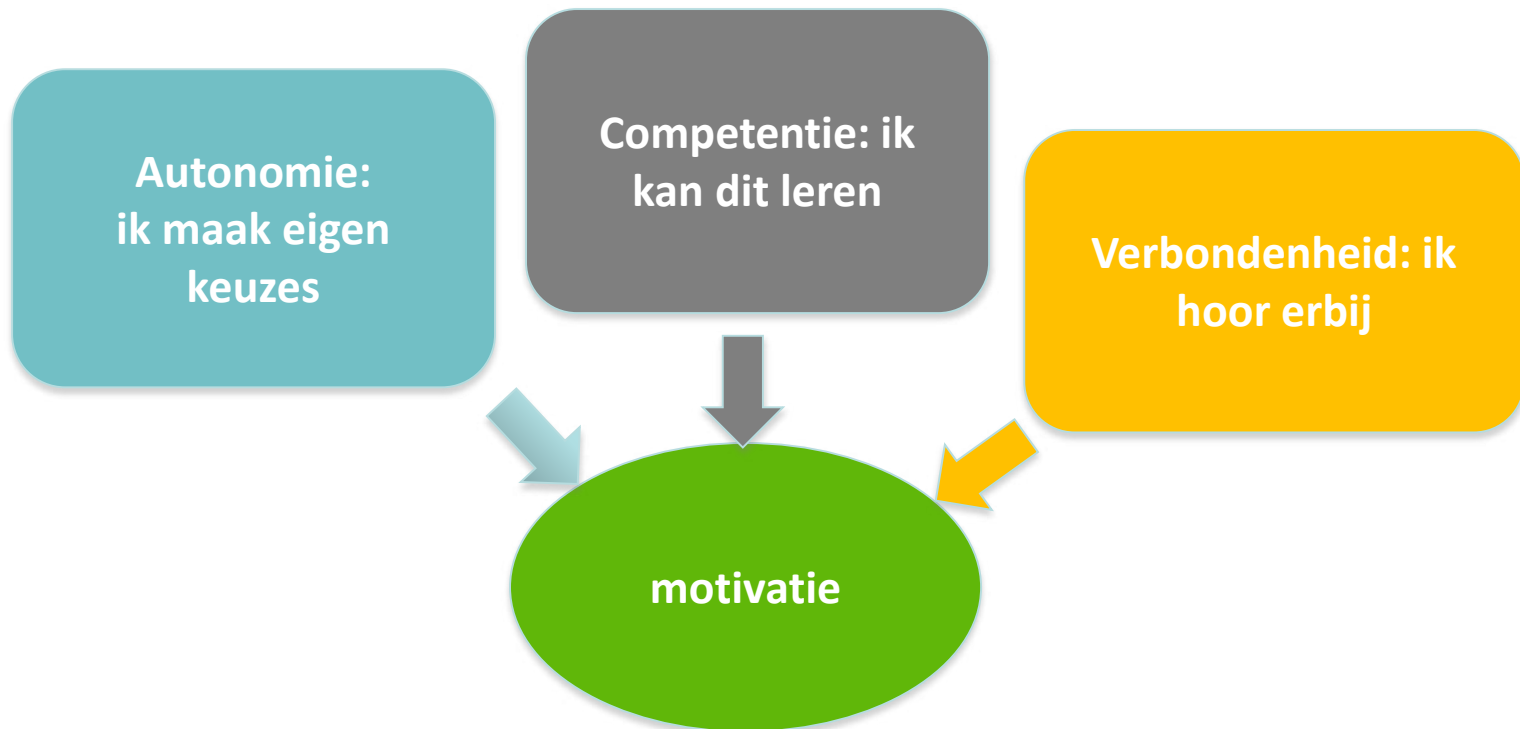 Autonomie:
ik maak eigen
keuzes
Competentie: ik
kan dit leren
Verbondenheid: ik
hoor erbij
motivatie